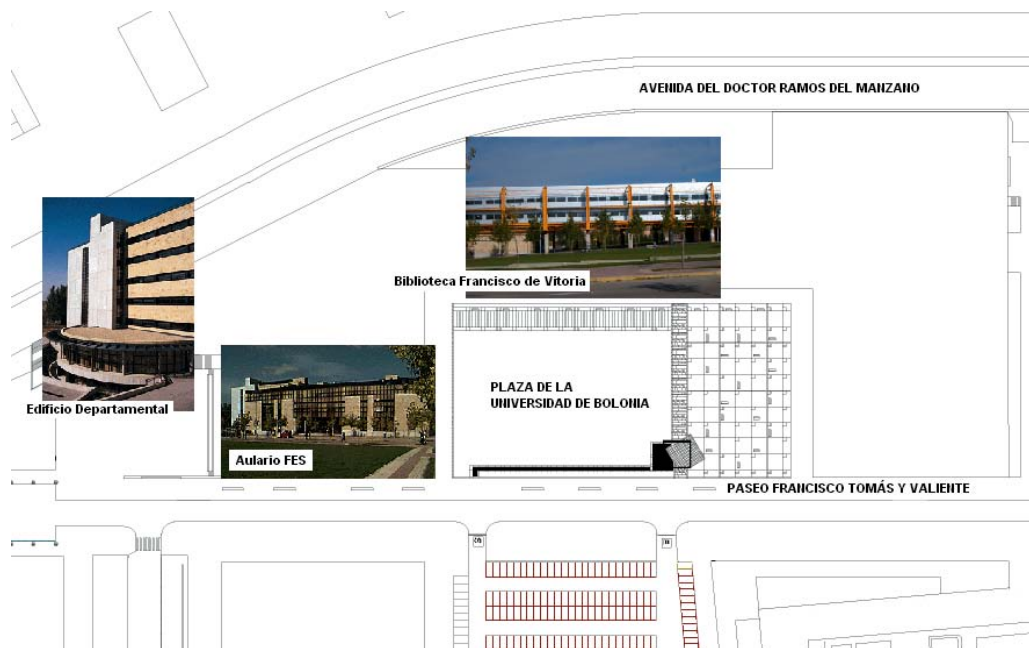 AVENIDA DEL DOCTOR RAMOS DEL MANZANO
Biblioteca Francisco de Vitoria
PLAZA DE LA
UNIVERSIDAD DE BOLONIA
Edificio Departamental
Aulario FES
PASEO FRANCISCO TOMÁS Y VALIENTE